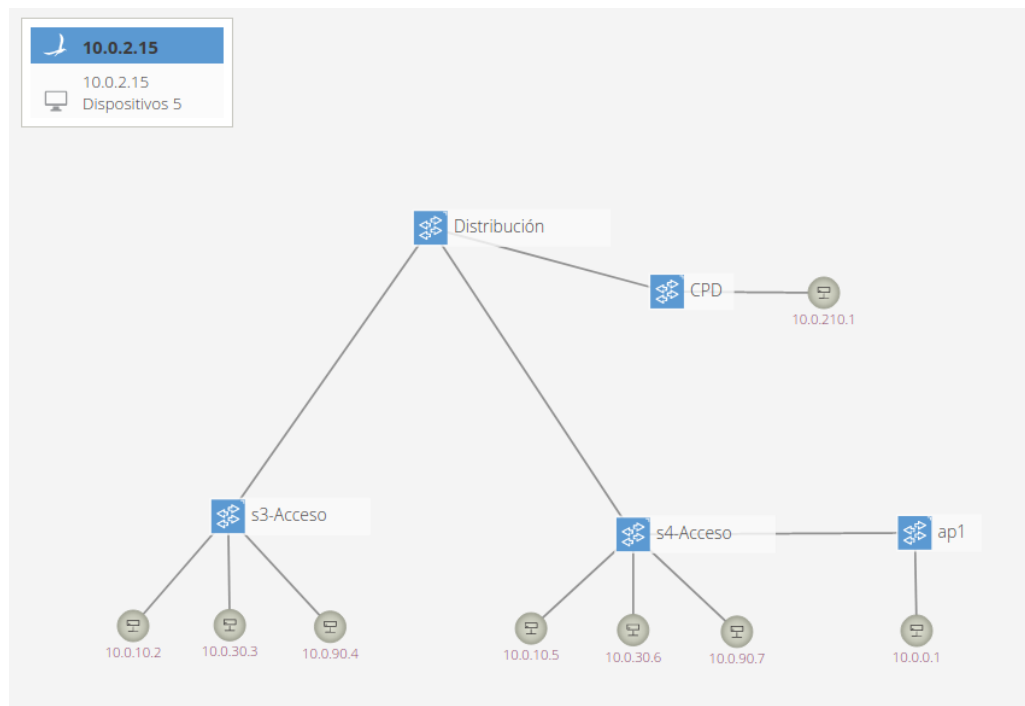 10.0.2.15
10.0.2.15
Dispositivos 5
Distribución
CPD
10.0.210.1
s3-Acceso
s4-Acceso
ap1
10.0.10.2
10.0.30.3
10.0.90.4
10.0.10.5
10.0.30.6
10.0.90.7
10.0.0.1